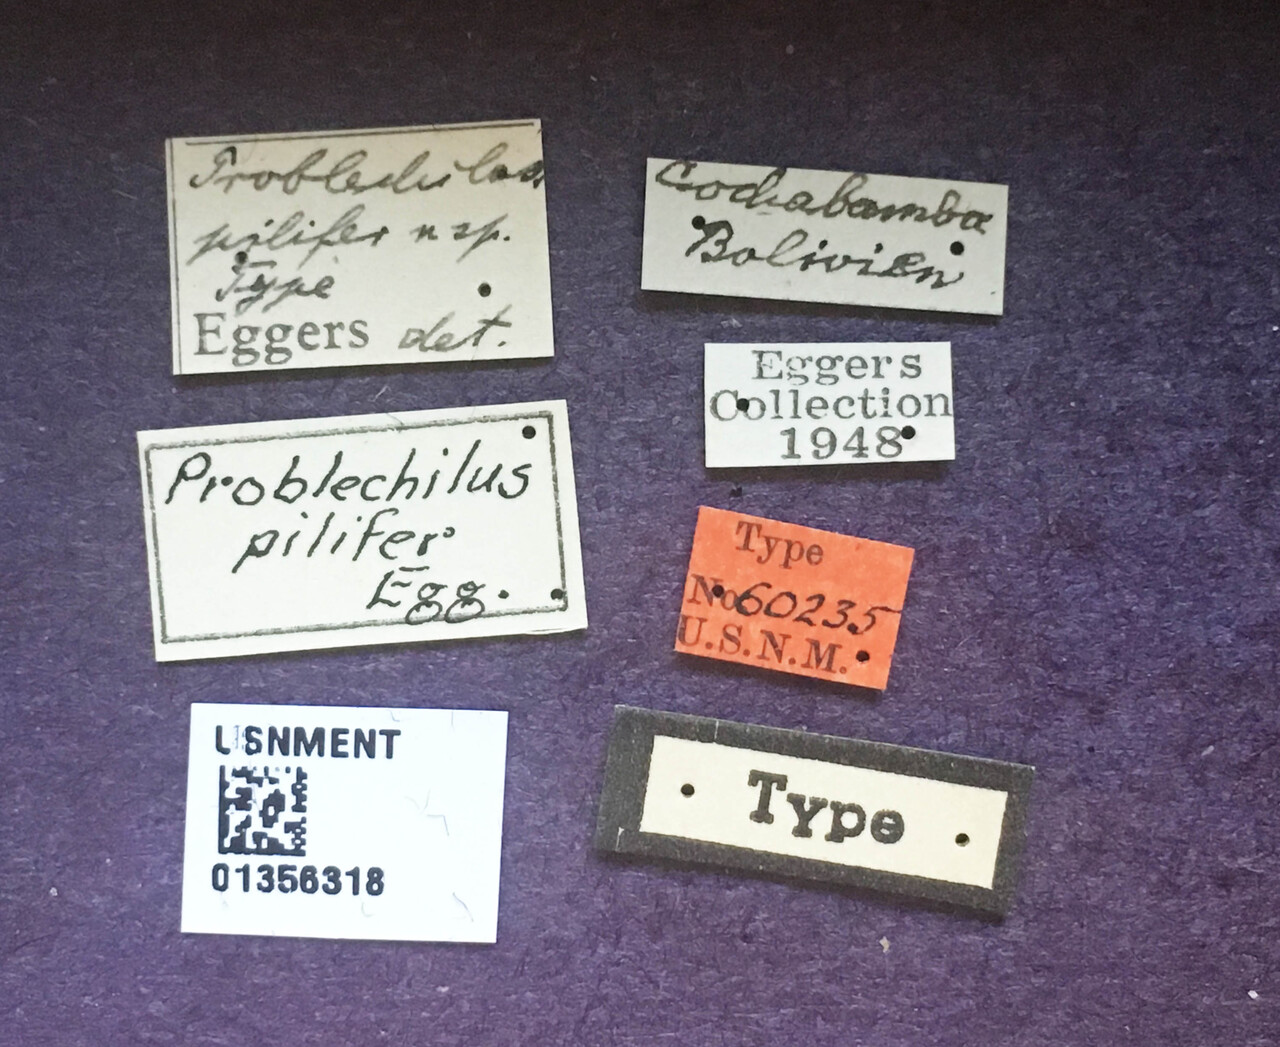 Problechilus
pilifer n sp.
Type
Eggers det.
Cochabamba
Bolivien
Eggers
Collection
1948
Problechilus
pilifer
Egg.
Type
No 60235
U.S.N.M.
USNMENT
01356318
Type